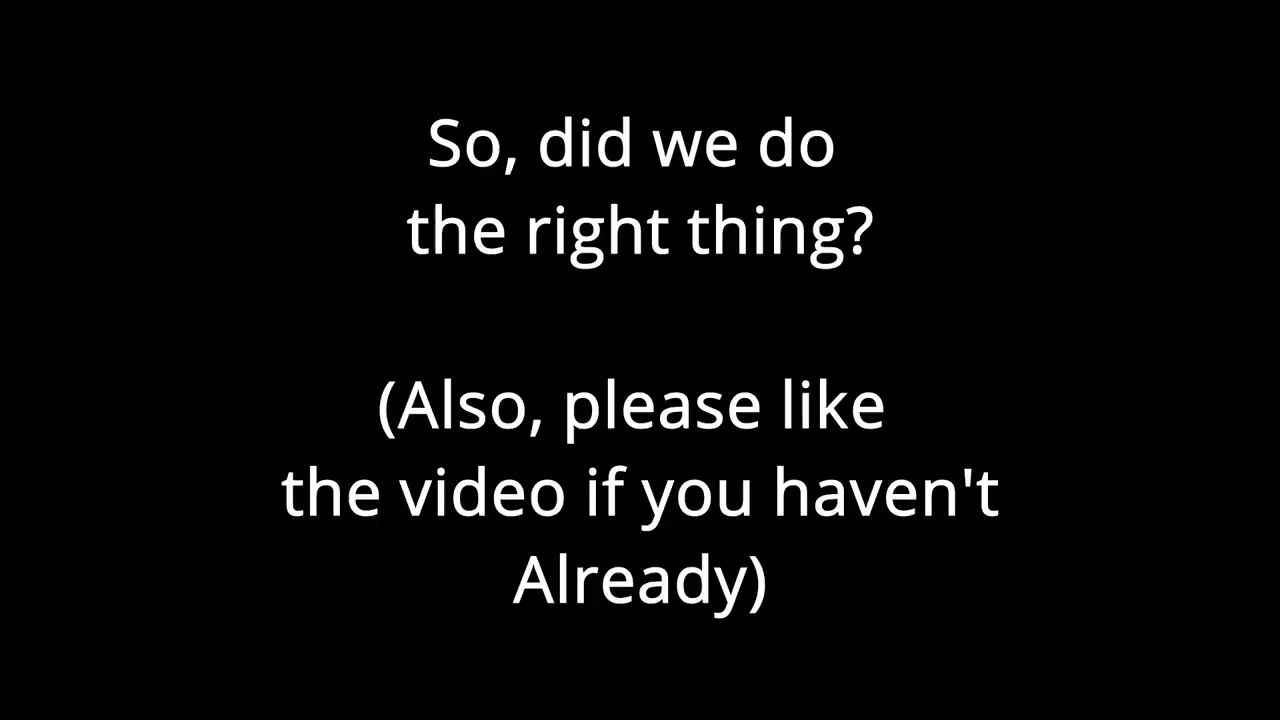 So, did we do
the right thing?
(Also, please like
the video if you haven't
Already)